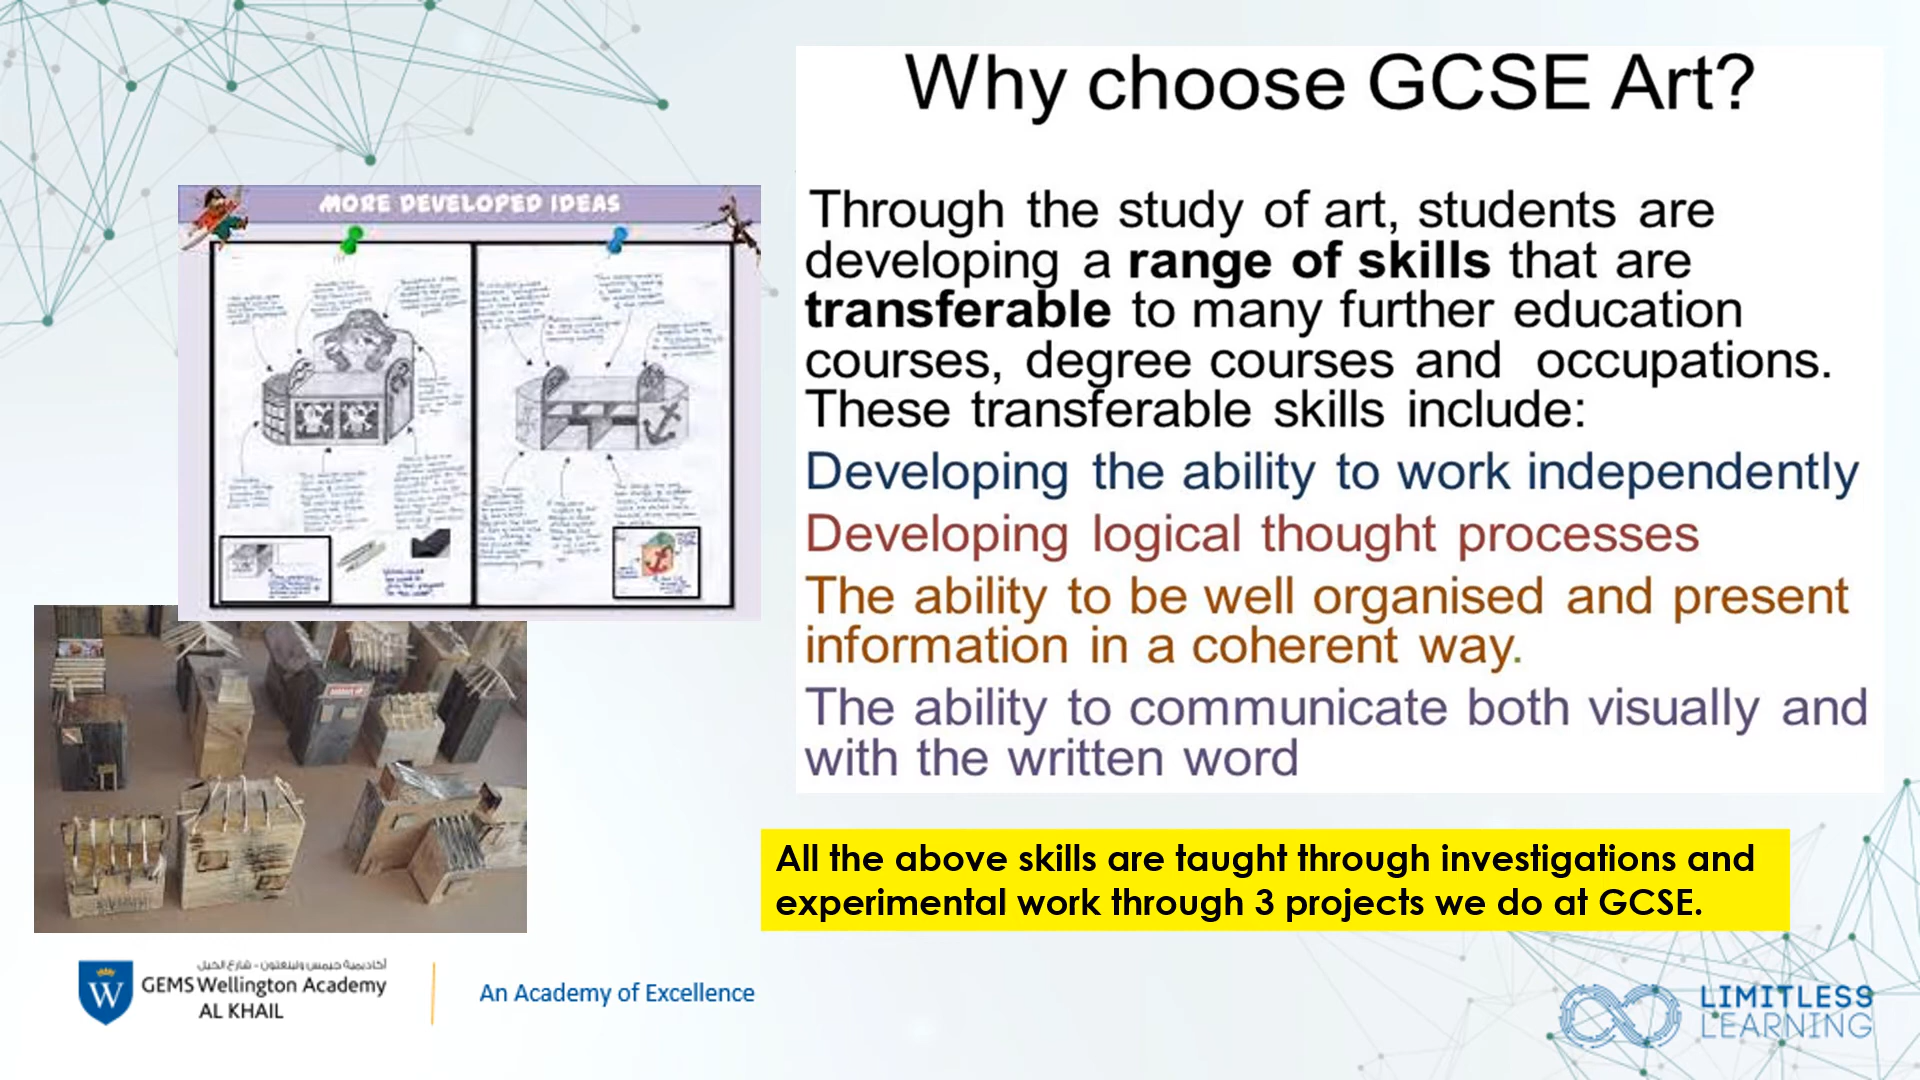 Why choose GCSE Art?
Through the study of art, students are
developing a range of skills that are
transferable to many further education
courses, degree courses and occupations.
These transferable skills include:
Developing the ability to work independently
Developing logical thought processes
The ability to be well organised and present
information in a coherent way.
The ability to communicate both visually and
with the written word
MORE DEVELOPED IDEAS
All the above skills are taught through investigations and
experimental work through 3 projects we do at GCSE.
أكاديمية جيمس ولينغتون - شارع الخيل
GEMS Wellington Academy
AL KHAIL
W
An Academy of Excellence
LIMITLESS
LEARNING